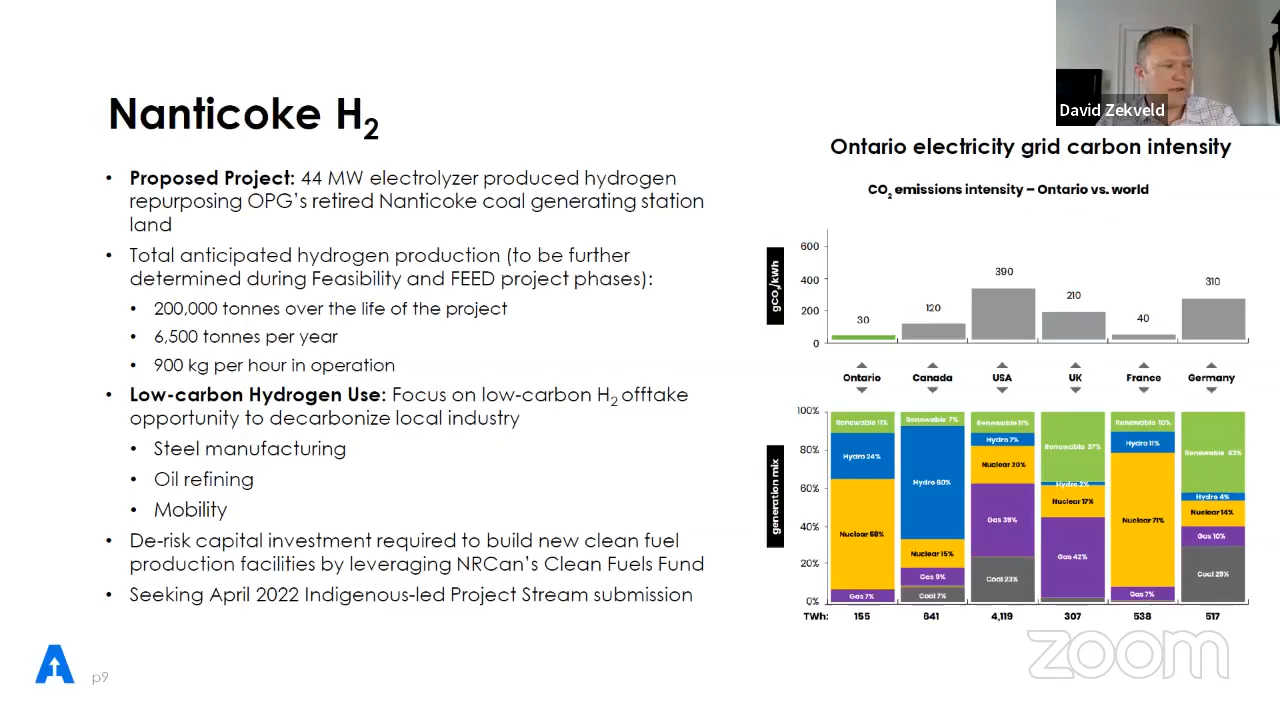 David Zekveld
Nanticoke H2
• Proposed Project: 44 MW electrolyzer produced hydrogen
repurposing OPG's retired Nanticoke coal generating station
land
• Total anticipated hydrogen production (to be further
determined during Feasibility and FEED project phases):
• 200,000 tonnes over the life of the project
• 6,500 tonnes per year
• 900 kg per hour in operation
• Low-carbon Hydrogen Use: Focus on low-carbon H2 offtake
opportunity to decarbonize local industry
• Steel manufacturing
• Oil refining
• Mobility
• De-risk capital investment required to build new clean fuel
production facilities by leveraging NRCan's Clean Fuels Fund
• Seeking April 2022 Indigenous-led Project Stream submission
p9
Ontario electricity grid carbon intensity
CO2 emissions intensity – Ontario vs. world
gCO2/kWh
600
400
200
0
30
120
390
210
40
310
Ontario
Canada
USA
UK
France
Germany
generation mix
100%
80%
60%
40%
20%
0%
Renewable 11%
Hydro 24%
Nuclear 58%
Gas 7%
Renewable 7%
Hydro 60%
Nuclear 15%
Gas 9%
Coal 7%
Renewable 11%
Hydro 7%
Nuclear 20%
Gas 39%
Coal 23%
Renewable 37%
Hydro
Nuclear 17%
Gas 42%
Renewable 10%
Hydro 11%
Nuclear 71%
Gas 7%
Renewable 43%
Hydro 4%
Nuclear 14%
Gas 10%
Coal 29%
TWh: 155 641 4,119 307 538 517
zoom